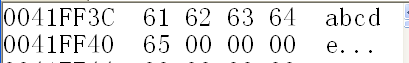 0041FF3C 61 62 63 64 abcd
0041FF40 65 00 00 00 e...